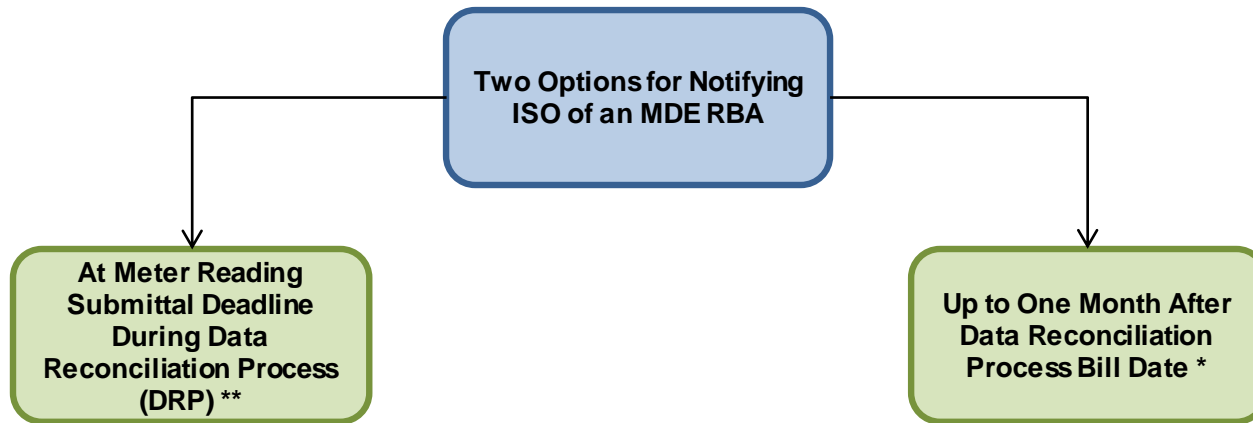 Two Options for Notifying
ISO of an MDE RBA
At Meter Reading
Submittal Deadline
During Data
Reconciliation Process
(DRP) **
Up to One Month After
Data Reconciliation
Process Bill Date *